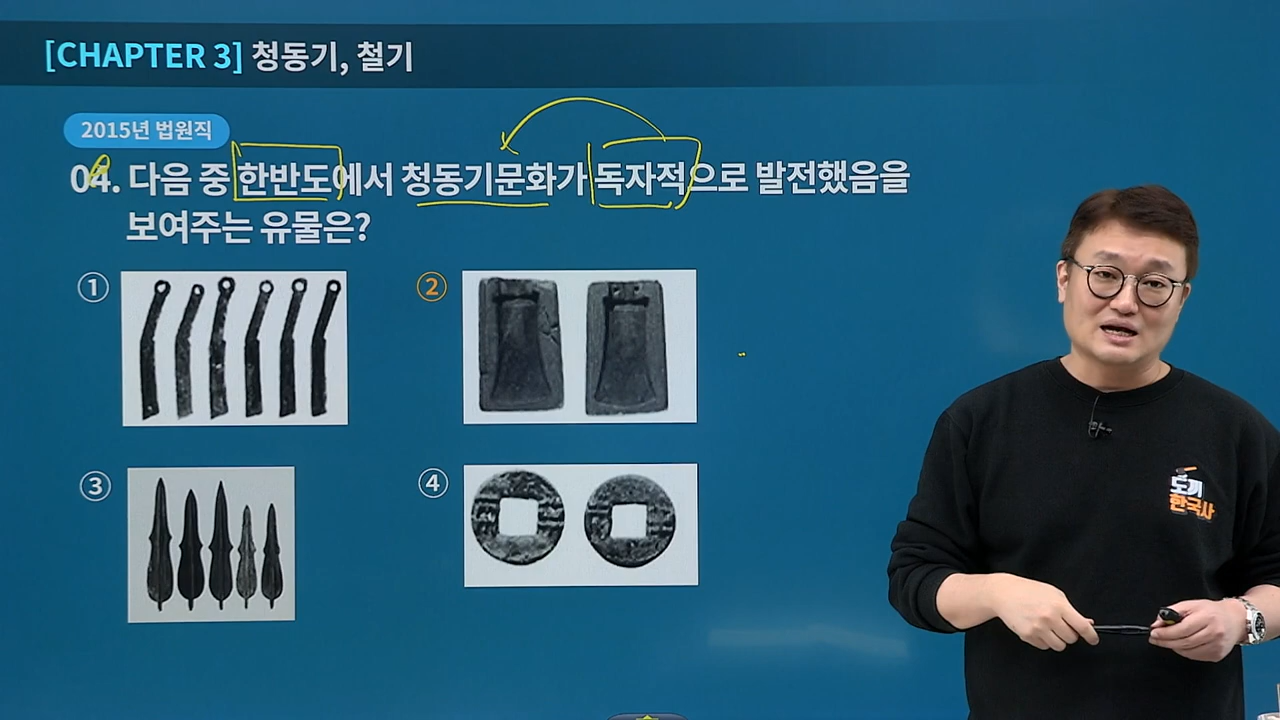 [CHAPTER 3] 청동기, 철기
2015년 법원직
04. 다음 중 한반도에서 청동기문화가 독자적으로 발전했음을
보여주는 유물은?
①
②
③
④
도끼
한국사